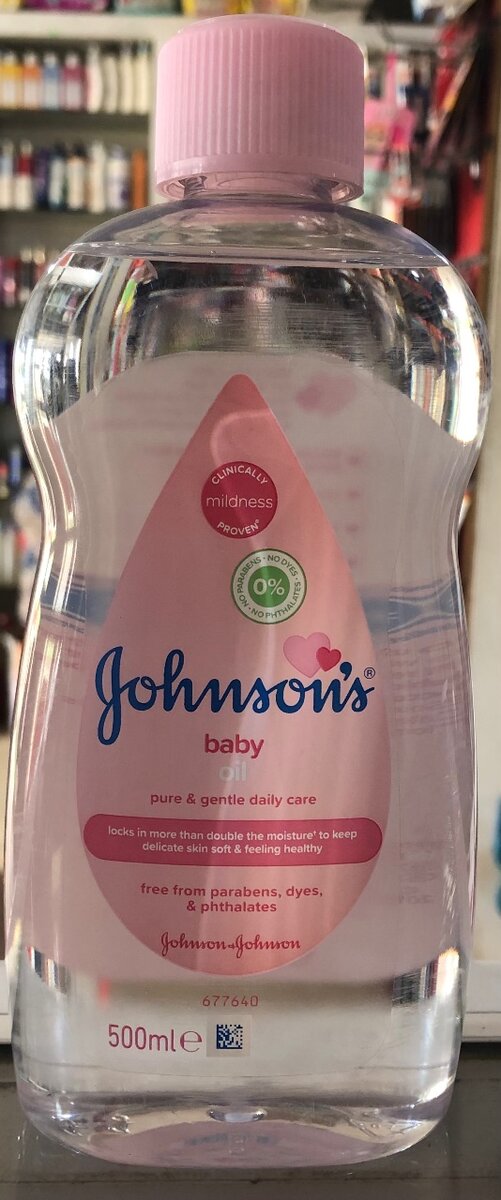 CLINICALLY
mildness
PROVEN®
NO PARABENS · NO DYES · NO PHTHALATES ·
0%
Johnson's®
baby
oil
pure & gentle daily care
locks in more than double the moisture† to keep
delicate skin soft & feeling healthy
free from parabens, dyes,
& phthalates
Johnson & Johnson
677640
500ml℮